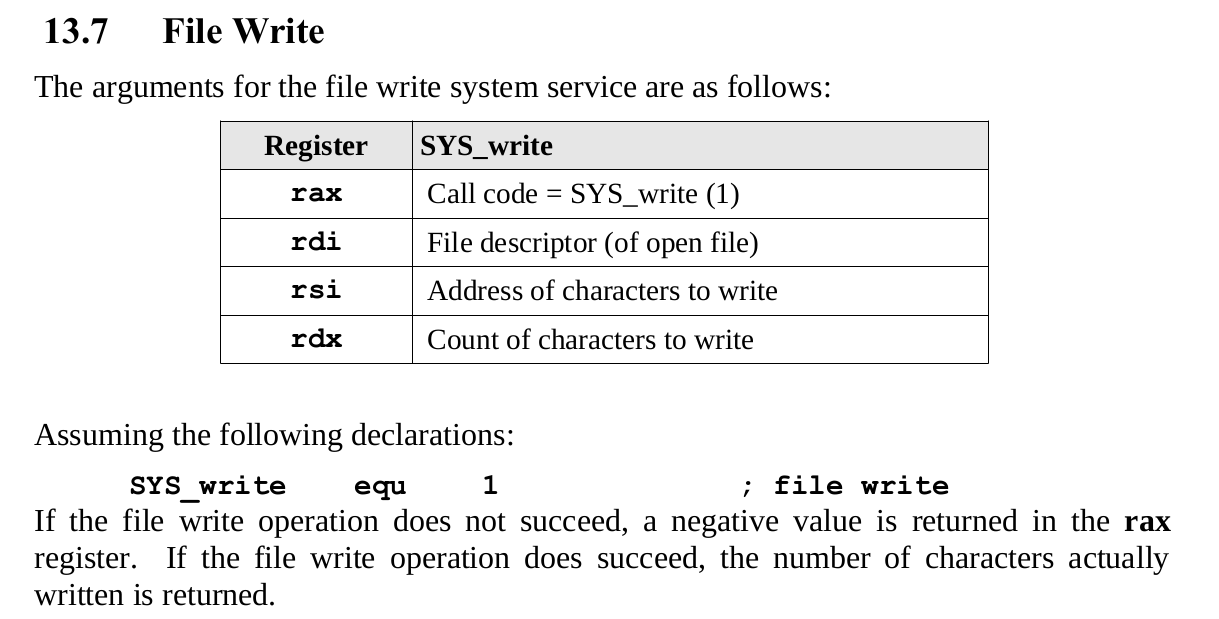 13.7 File Write
The arguments for the file write system service are as follows:
Register SYS_write
rax Call code = SYS_write (1)
rdi File descriptor (of open file)
rsi Address of characters to write
rdx Count of characters to write
Assuming the following declarations:
SYS_write equ 1 ; file write
If the file write operation does not succeed, a negative value is returned in the rax
register. If the file write operation does succeed, the number of characters actually
written is returned.